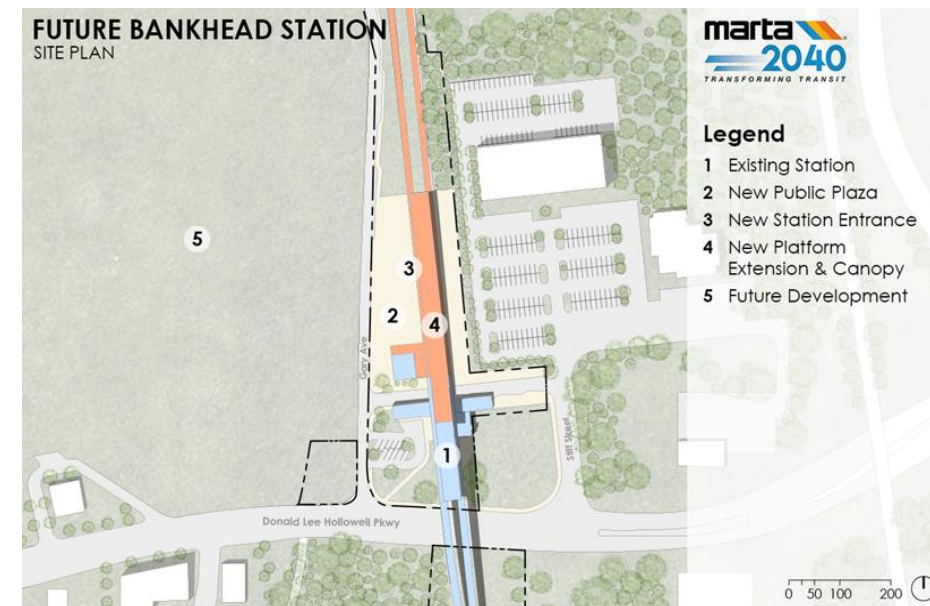 FUTURE BANKHEAD STATION
SITE PLAN
marta
2040
TRANSFORMING TRANSIT
Legend
1 Existing Station
2 New Public Plaza
3 New Station Entrance
4 New Platform
Extension & Canopy
5 Future Development
5
3
2
4
Gary Ave
1
Stiff Street
Donald Lee Hollowell Pkwy
0 50 100 200